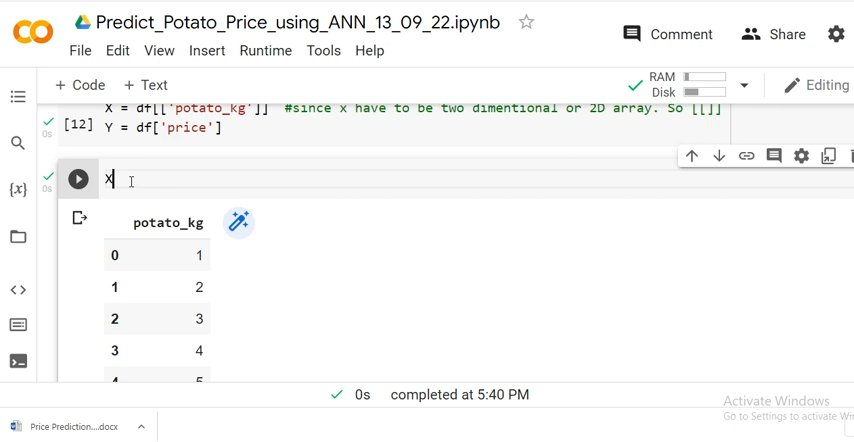 Predict_Potato_Price_using_ANN_13_09_22.ipynb
Comment
Share
File Edit View Insert Runtime Tools Help
+ Code + Text
RAM
Disk
Editing
X = df[['potato_kg']] #since x have to be two dimentional or 2D array. So [[]]
0s
[12] Y = df['price']
X
0s
{x}
potato_kg
0 1
1 2
2 3
3 4
4 5
0s completed at 5:40 PM
Activate Windows
Go to Settings to activate Win
Price Prediction....docx